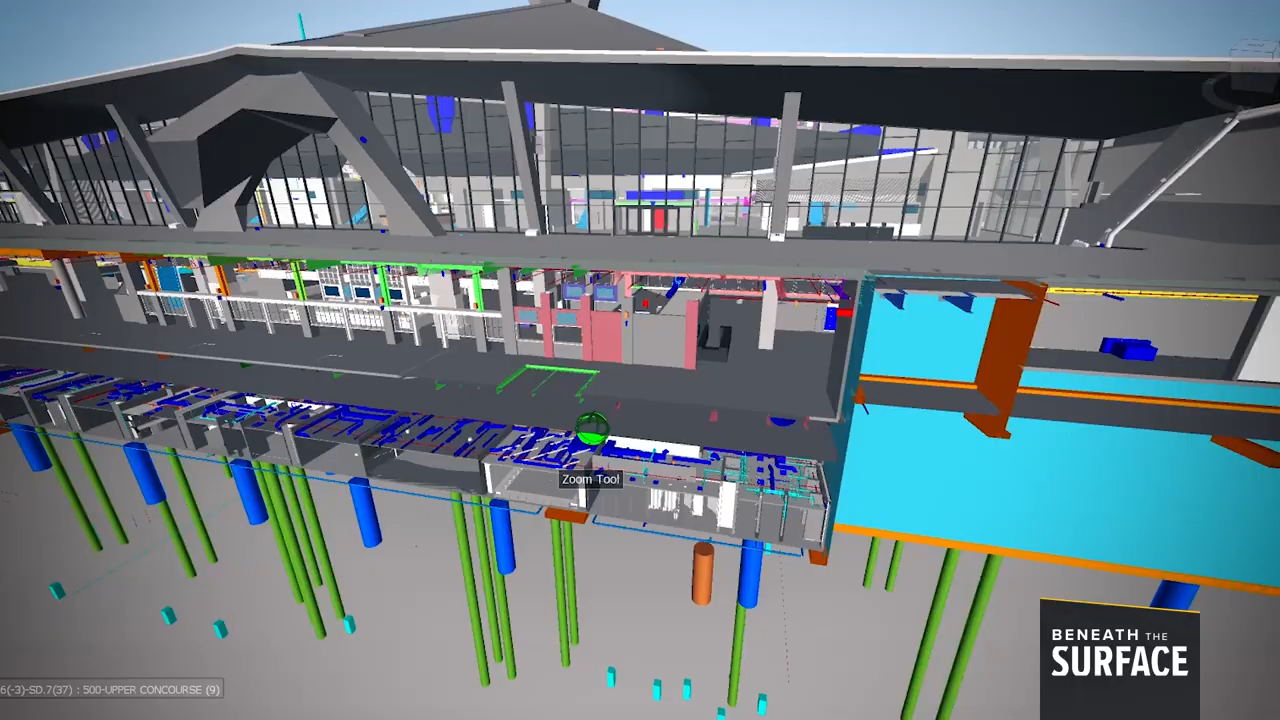 Zoom Tool
6(-3)-SD.7(37) : 500-UPPER CONCOURSE (9)
BENEATH THE
SURFACE